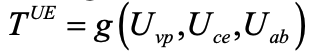 T^{UE} = g(U_{vp}, U_{ce}, U_{ab})